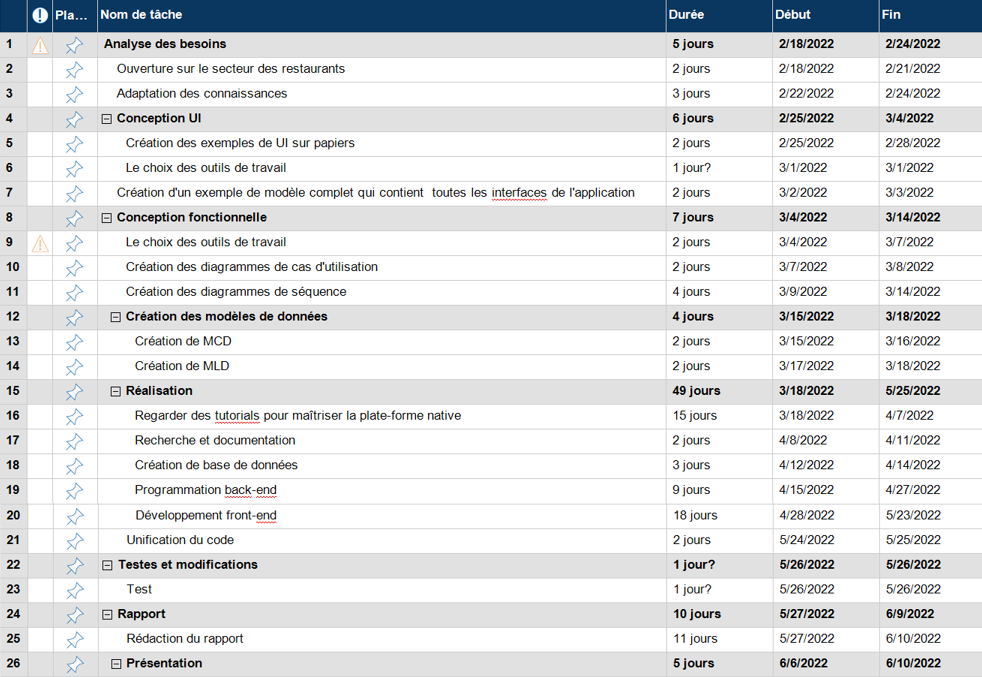 Pla... Nom de tâche Durée Début Fin
1 Analyse des besoins 5 jours 2/18/2022 2/24/2022
2 Ouverture sur le secteur des restaurants 2 jours 2/18/2022 2/21/2022
3 Adaptation des connaissances 3 jours 2/22/2022 2/24/2022
4 Conception UI 6 jours 2/25/2022 3/4/2022
5 Création des exemples de UI sur papiers 2 jours 2/25/2022 2/28/2022
6 Le choix des outils de travail 1 jour? 3/1/2022 3/1/2022
7 Création d'un exemple de modèle complet qui contient toutes les interfaces de l'application 2 jours 3/2/2022 3/3/2022
8 Conception fonctionnelle 7 jours 3/4/2022 3/14/2022
9 Le choix des outils de travail 2 jours 3/4/2022 3/7/2022
10 Création des diagrammes de cas d'utilisation 2 jours 3/7/2022 3/8/2022
11 Création des diagrammes de séquence 4 jours 3/9/2022 3/14/2022
12 Création des modèles de données 4 jours 3/15/2022 3/18/2022
13 Création de MCD 2 jours 3/15/2022 3/16/2022
14 Création de MLD 2 jours 3/17/2022 3/18/2022
15 Réalisation 49 jours 3/18/2022 5/25/2022
16 Regarder des tutorials pour maîtriser la plate-forme native 15 jours 3/18/2022 4/7/2022
17 Recherche et documentation 2 jours 4/8/2022 4/11/2022
18 Création de base de données 3 jours 4/12/2022 4/14/2022
19 Programmation back-end 9 jours 4/15/2022 4/27/2022
20 Développement front-end 18 jours 4/28/2022 5/23/2022
21 Unification du code 2 jours 5/24/2022 5/25/2022
22 Testes et modifications 1 jour? 5/26/2022 5/26/2022
23 Test 1 jour? 5/26/2022 5/26/2022
24 Rapport 10 jours 5/27/2022 6/9/2022
25 Rédaction du rapport 11 jours 5/27/2022 6/10/2022
26 Présentation 5 jours 6/6/2022 6/10/2022